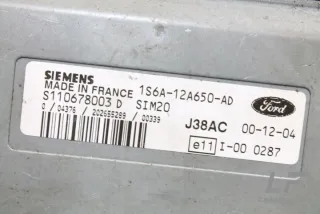 SIEMENS
MADE IN FRANCE 1S6A-12A650-AD
S110678003 D SIM20
0 /04376 / 202655289 /00339
Ford
J38AC 00-12-04
e11 I-00 0287